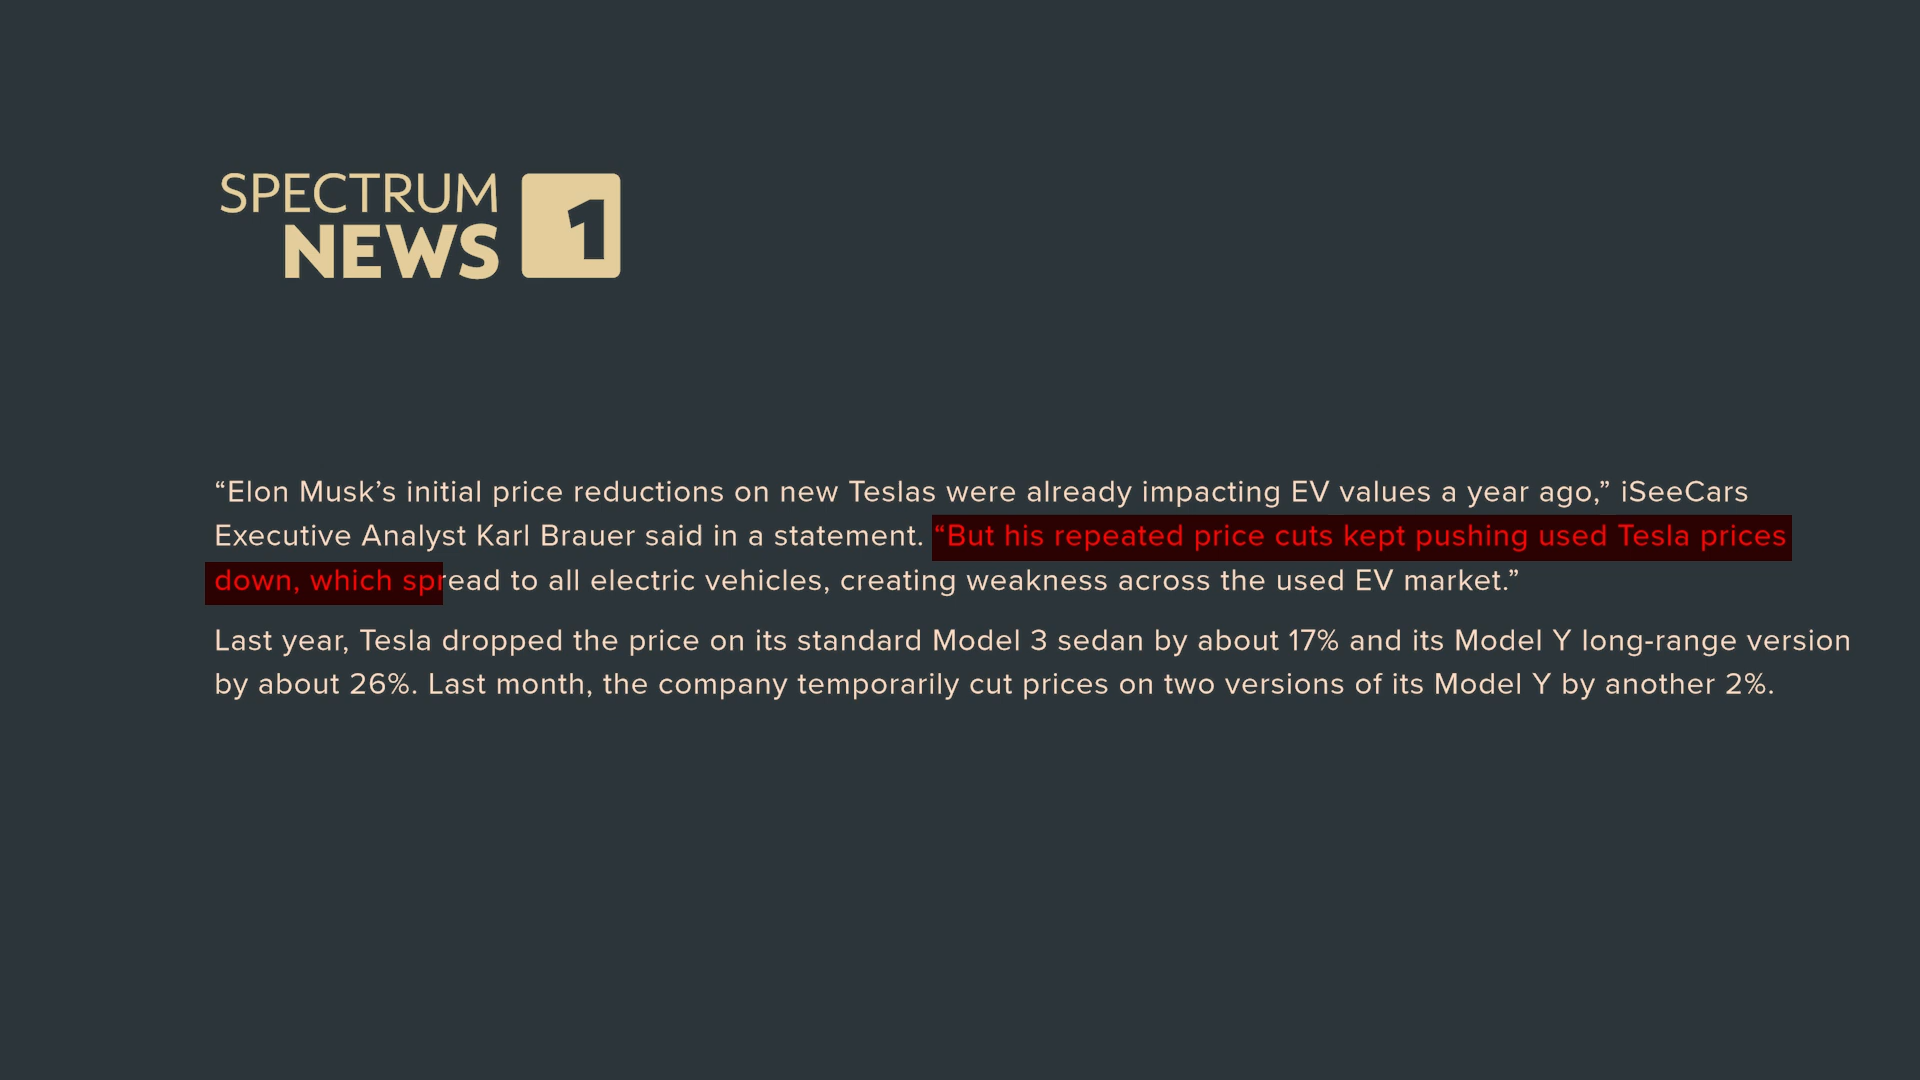 SPECTRUM
NEWS 1
“Elon Musk’s initial price reductions on new Teslas were already impacting EV values a year ago,” iSeeCars
Executive Analyst Karl Brauer said in a statement. “But his repeated price cuts kept pushing used Tesla prices
down, which spread to all electric vehicles, creating weakness across the used EV market.”
Last year, Tesla dropped the price on its standard Model 3 sedan by about 17% and its Model Y long-range version
by about 26%. Last month, the company temporarily cut prices on two versions of its Model Y by another 2%.